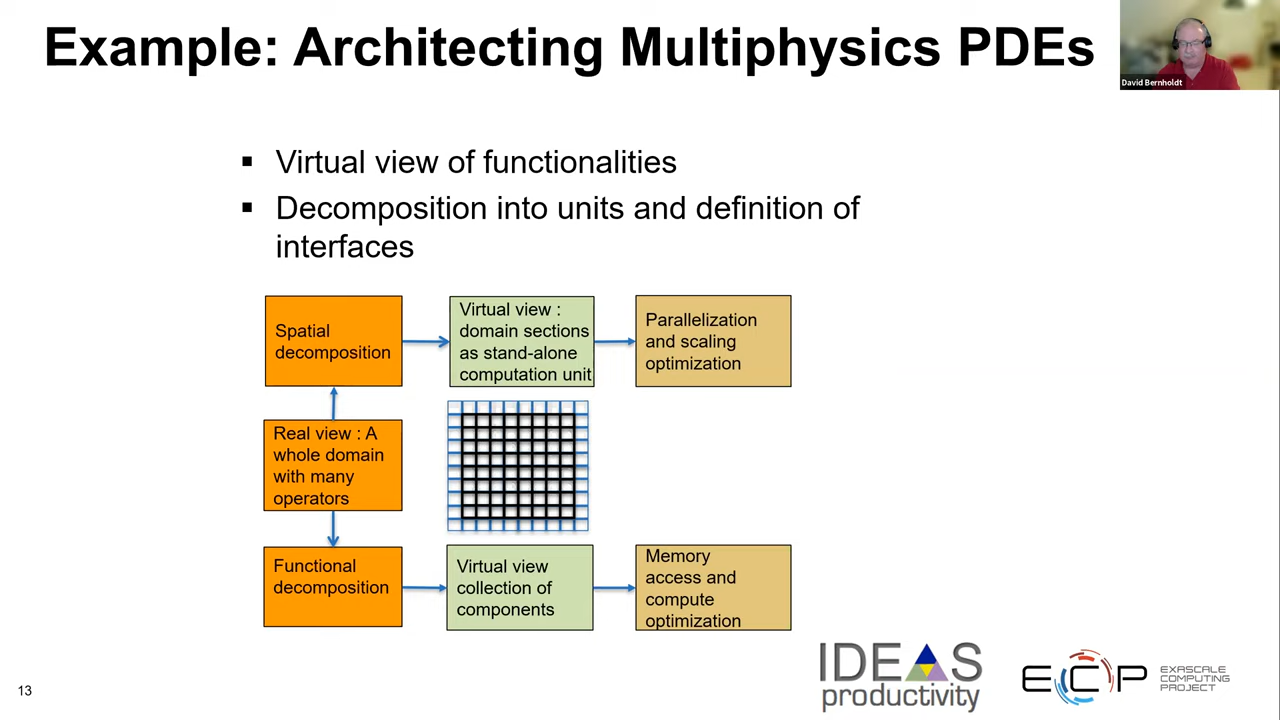 Example: Architecting Multiphysics PDEs
David Bernholdt
▪ Virtual view of functionalities
▪ Decomposition into units and definition of
interfaces
Spatial
decomposition
Virtual view :
domain sections
as stand-alone
computation unit
Parallelization
and scaling
optimization
Real view : A
whole domain
with many
operators
Functional
decomposition
Virtual view
collection of
components
Memory
access and
compute
optimization
13
IDEAS
productivity
ECP
EXASCALE
COMPUTING
PROJECT